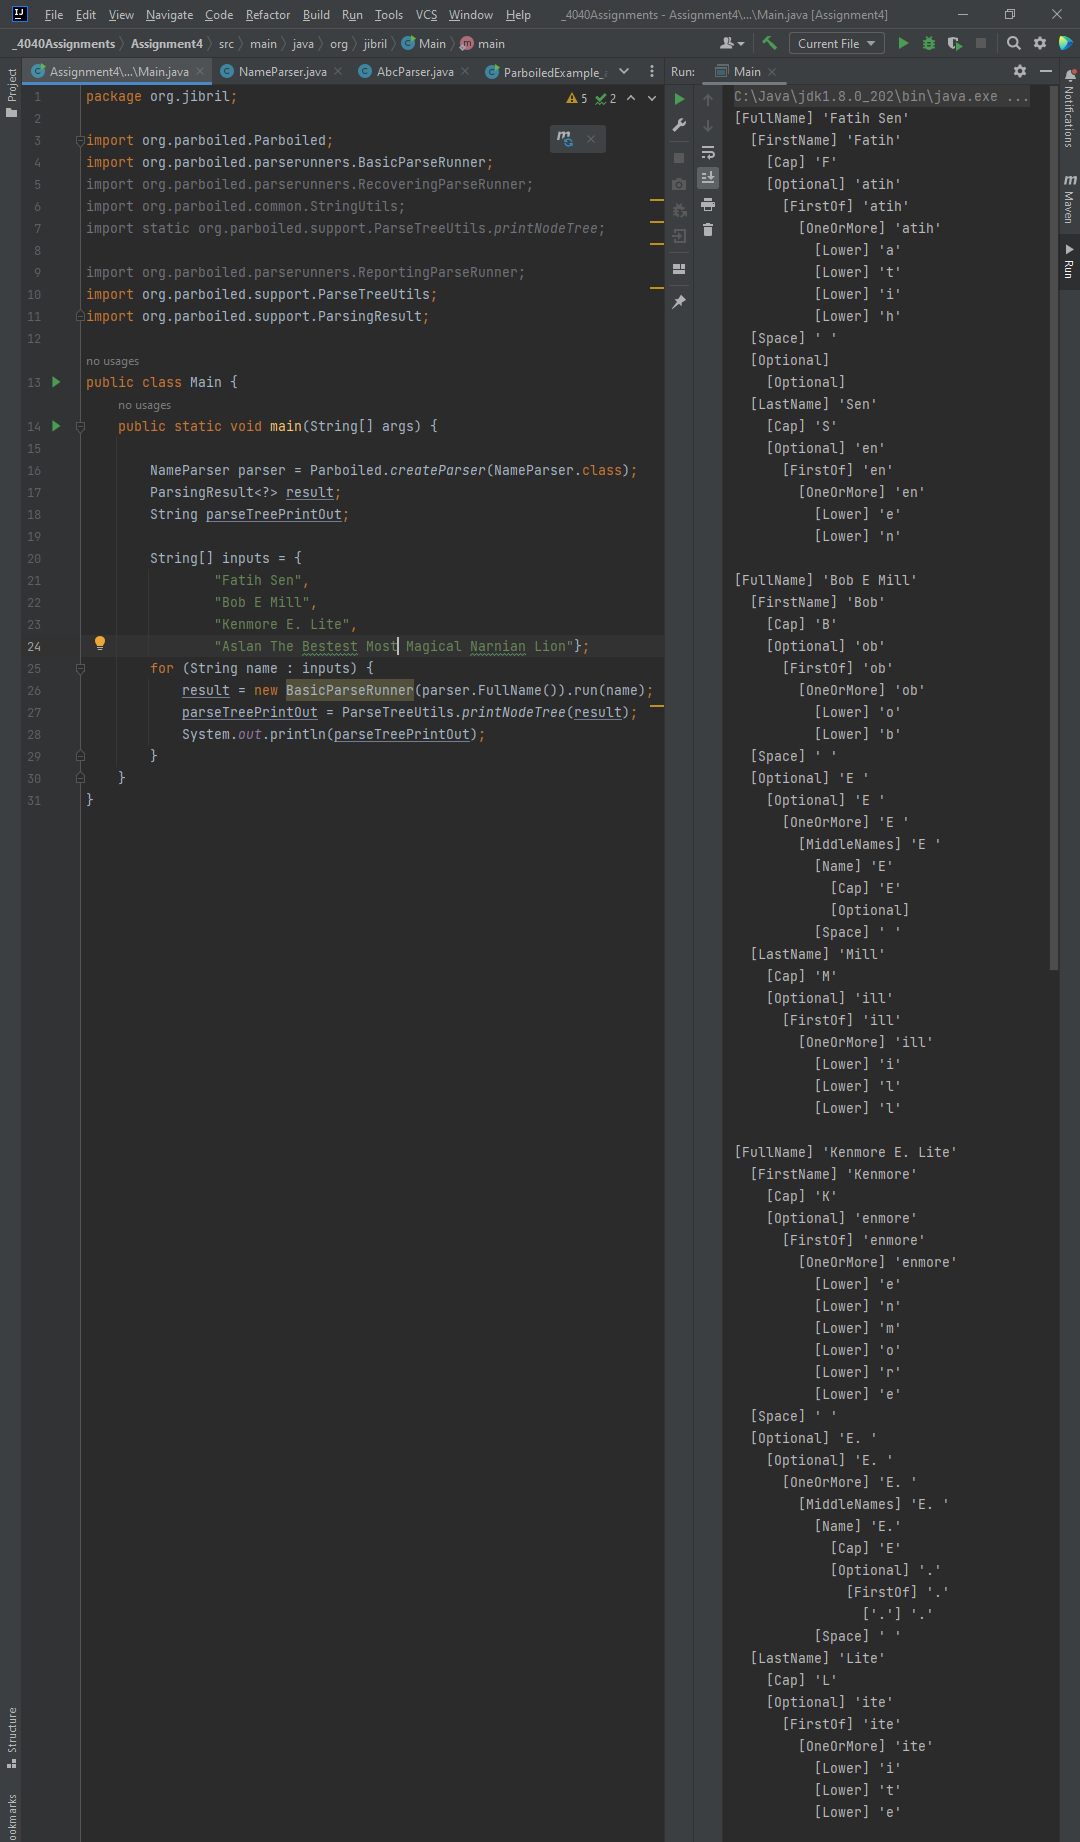 File Edit View Navigate Code Refactor Build Run Tools VCS Window Help _4040Assignments - Assignment4\...\Main.java [Assignment4]
_4040Assignments Assignment4 src main java org jibril Main main Current File
Assignment4\...\Main.java NameParser.java AbcParser.java ParboiledExample_
Project
Structure
ookmarks
5 2
1 package org.jibril;
2
3 import org.parboiled.Parboiled;
4 import org.parboiled.parserunners.BasicParseRunner;
5 import org.parboiled.parserunners.RecoveringParseRunner;
6 import org.parboiled.common.StringUtils;
7 import static org.parboiled.support.ParseTreeUtils.printNodeTree;
8
9 import org.parboiled.parserunners.ReportingParseRunner;
10 import org.parboiled.support.ParseTreeUtils;
11 import org.parboiled.support.ParsingResult;
12
no usages
13 public class Main {
no usages
14 public static void main(String[] args) {
15
16 NameParser parser = Parboiled.createParser(NameParser.class);
17 ParsingResult<?> result;
18 String parseTreePrintOut;
19
20 String[] inputs = {
21 "Fatih Sen",
22 "Bob E Mill",
23 "Kenmore E. Lite",
24 "Aslan The Bestest Most Magical Narnian Lion"};
25 for (String name : inputs) {
26 result = new BasicParseRunner(parser.FullName()).run(name);
27 parseTreePrintOut = ParseTreeUtils.printNodeTree(result);
28 System.out.println(parseTreePrintOut);
29 }
30 }
31 }
Run: Main
C:\Java\jdk1.8.0_202\bin\java.exe ...
[FullName] 'Fatih Sen'
[FirstName] 'Fatih'
[Cap] 'F'
[Optional] 'atih'
[FirstOf] 'atih'
[OneOrMore] 'atih'
[Lower] 'a'
[Lower] 't'
[Lower] 'i'
[Lower] 'h'
[Space] ' '
[Optional]
[Optional]
[LastName] 'Sen'
[Cap] 'S'
[Optional] 'en'
[FirstOf] 'en'
[OneOrMore] 'en'
[Lower] 'e'
[Lower] 'n'
[FullName] 'Bob E Mill'
[FirstName] 'Bob'
[Cap] 'B'
[Optional] 'ob'
[FirstOf] 'ob'
[OneOrMore] 'ob'
[Lower] 'o'
[Lower] 'b'
[Space] ' '
[Optional] 'E '
[Optional] 'E '
[OneOrMore] 'E '
[MiddleNames] 'E '
[Name] 'E'
[Cap] 'E'
[Optional]
[Space] ' '
[LastName] 'Mill'
[Cap] 'M'
[Optional] 'ill'
[FirstOf] 'ill'
[OneOrMore] 'ill'
[Lower] 'i'
[Lower] 'l'
[Lower] 'l'
[FullName] 'Kenmore E. Lite'
[FirstName] 'Kenmore'
[Cap] 'K'
[Optional] 'enmore'
[FirstOf] 'enmore'
[OneOrMore] 'enmore'
[Lower] 'e'
[Lower] 'n'
[Lower] 'm'
[Lower] 'o'
[Lower] 'r'
[Lower] 'e'
[Space] ' '
[Optional] 'E. '
[Optional] 'E. '
[OneOrMore] 'E. '
[MiddleNames] 'E. '
[Name] 'E.'
[Cap] 'E'
[Optional] '.'
[FirstOf] '.'
['.'] '.'
[Space] ' '
[LastName] 'Lite'
[Cap] 'L'
[Optional] 'ite'
[FirstOf] 'ite'
[OneOrMore] 'ite'
[Lower] 'i'
[Lower] 't'
[Lower] 'e'
Notifications
Maven
Run